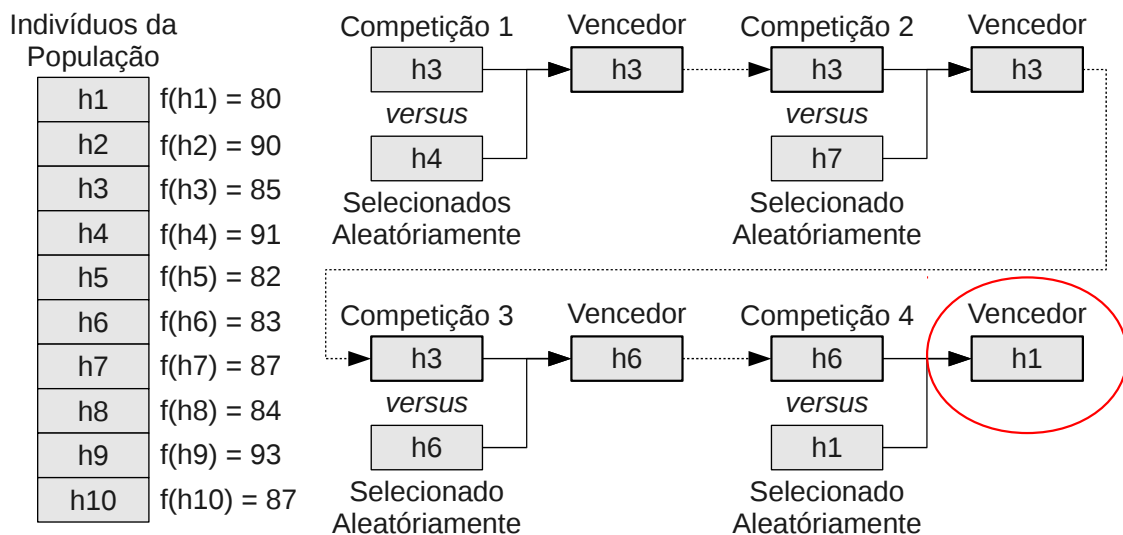 Indivíduos da
População
h1 f(h1) = 80
h2 f(h2) = 90
h3 f(h3) = 85
h4 f(h4) = 91
h5 f(h5) = 82
h6 f(h6) = 83
h7 f(h7) = 87
h8 f(h8) = 84
h9 f(h9) = 93
h10 f(h10) = 87
Competição 1
h3
versus
h4
Selecionados
Aleatóriamente
Vencedor
h3
Competição 2
h3
versus
h7
Selecionado
Aleatóriamente
Vencedor
h3
Competição 3
h3
versus
h6
Selecionado
Aleatóriamente
Vencedor
h6
Competição 4
h6
versus
h1
Selecionado
Aleatóriamente
Vencedor
h1